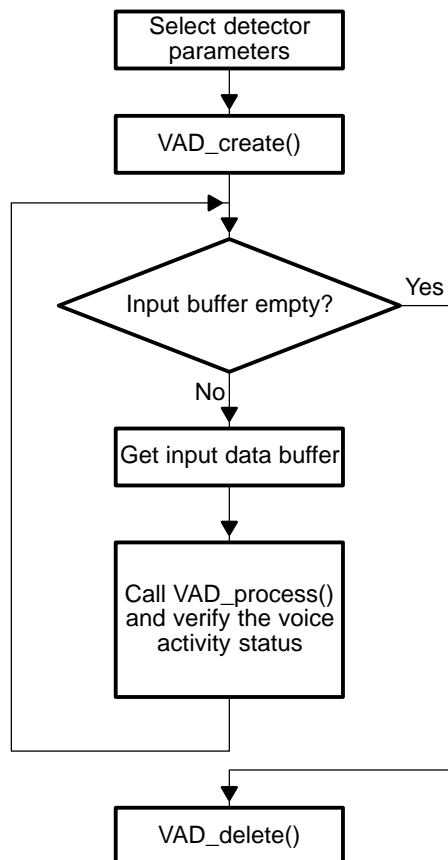 Select detector
parameters
VAD_create()
Input buffer empty?
Yes
No
Get input data buffer
Call VAD_process()
and verify the voice
activity status
VAD_delete()